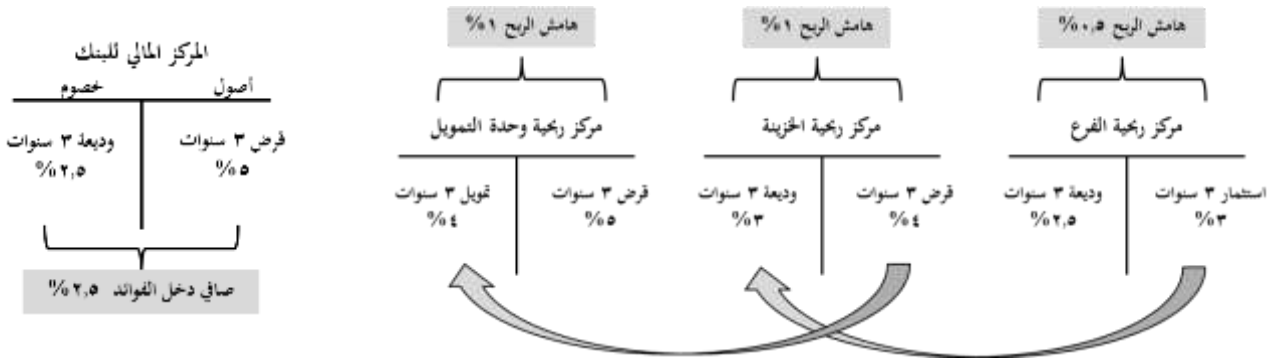 هامش الربح ٠,٥%
هامش الربح ١%
هامش الربح ١%
المركز المالي للبنك
أصول
خصوم
مركز ربحية الفرع
مركز ربحية الخزينة
مركز ربحية وحدة التمويل
استثمار ٣ سنوات
٣%
وديعة ٣ سنوات
٢,٥%
قرض ٣ سنوات
٤%
وديعة ٣ سنوات
٣%
قرض ٣ سنوات
٥%
تمويل ٣ سنوات
٤%
قرض ٣ سنوات
٥%
وديعة ٣ سنوات
٢,٥%
صافي دخل الفوائد ٢,٥%